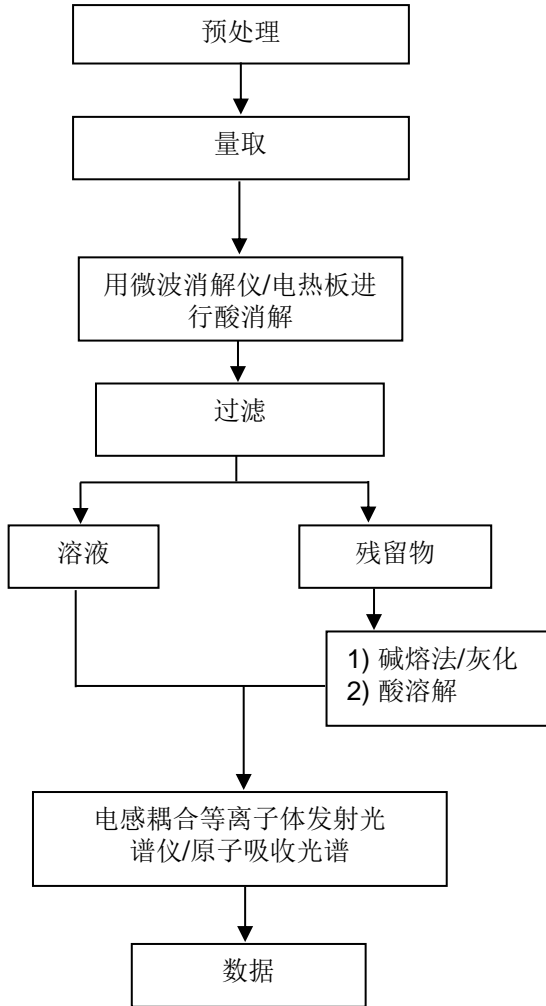 预处理
量取
用微波消解仪/电热板进
行酸消解
过滤
溶液
残留物
1) 碱熔法/灰化
2) 酸溶解
电感耦合等离子体发射光
谱仪/原子吸收光谱
数据